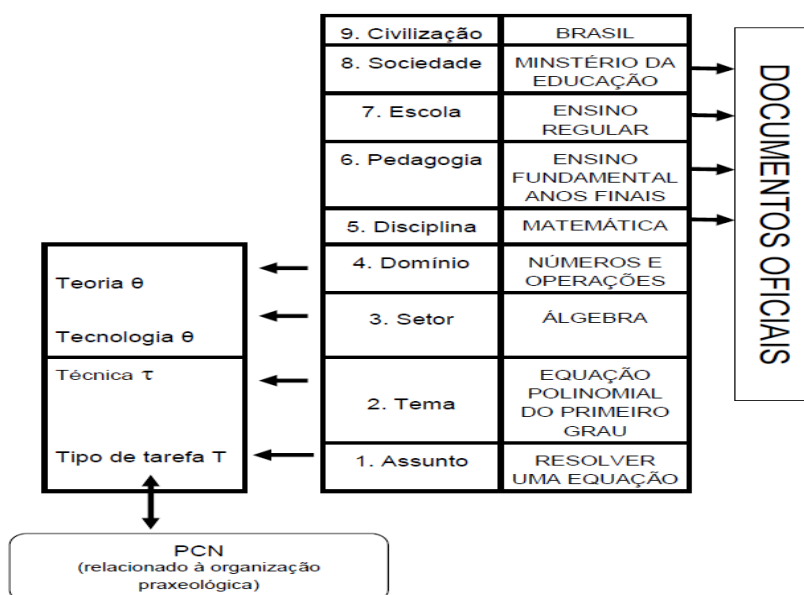 9. Civilização BRASIL
8. Sociedade MINSTÉRIO DA
EDUCAÇÃO
7. Escola ENSINO
REGULAR
6. Pedagogia ENSINO
FUNDAMENTAL
ANOS FINAIS
5. Disciplina MATEMÁTICA
4. Domínio NÚMEROS E
OPERAÇÕES
3. Setor ÁLGEBRA
2. Tema EQUAÇÃO
POLINOMIAL
DO PRIMEIRO
GRAU
1. Assunto RESOLVER
UMA EQUAÇÃO
DOCUMENTOS OFICIAIS
Teoria θ
Tecnologia θ
Técnica τ
Tipo de tarefa T
PCN
(relacionado à organização
praxeológica)